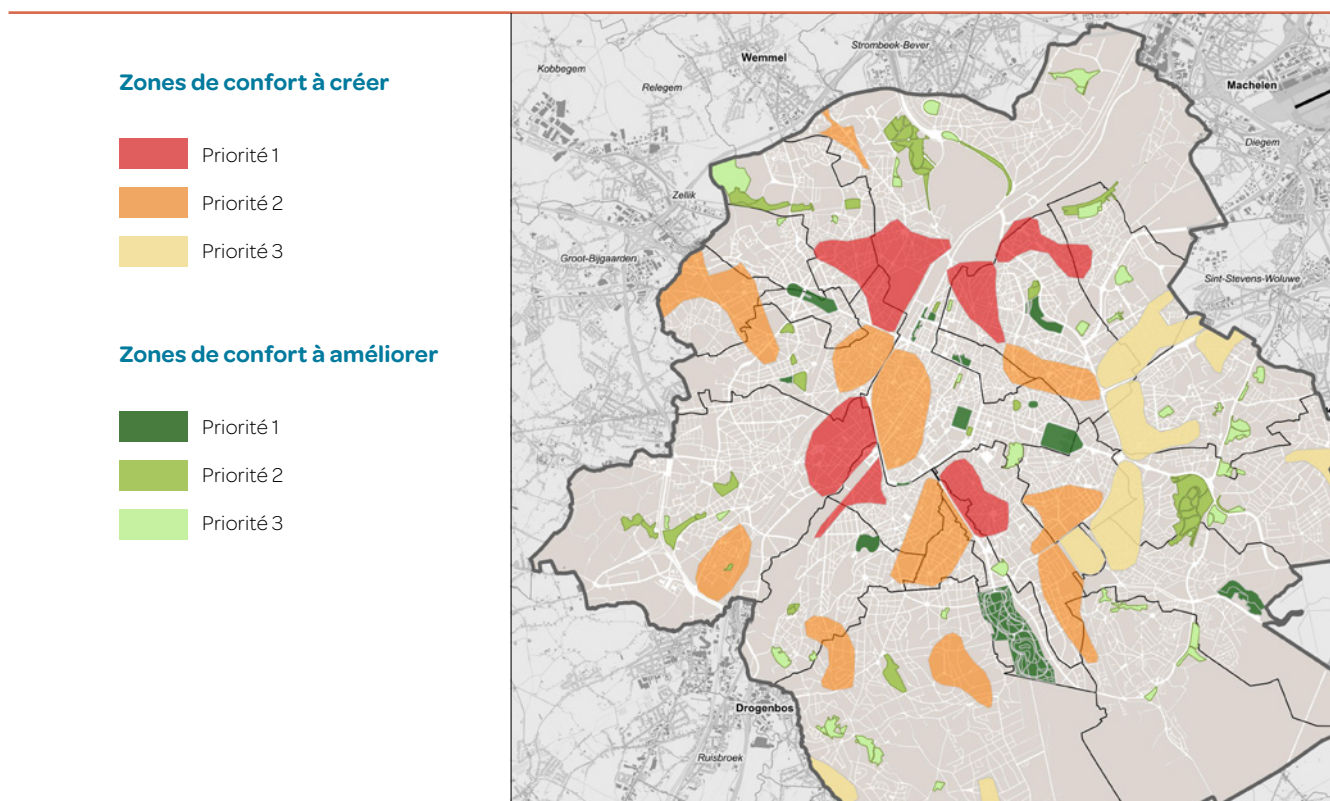 Zones de confort à créer
Priorité 1
Priorité 2
Priorité 3
Zones de confort à améliorer
Priorité 1
Priorité 2
Priorité 3
Strombeek-Bever
Wemmel
Kobbegem
Relegem
Machelen
Diegem
Zellik
Groot-Bijgaarden
Sint-Stevens-Woluwe
Drogenbos
Ruisbroek